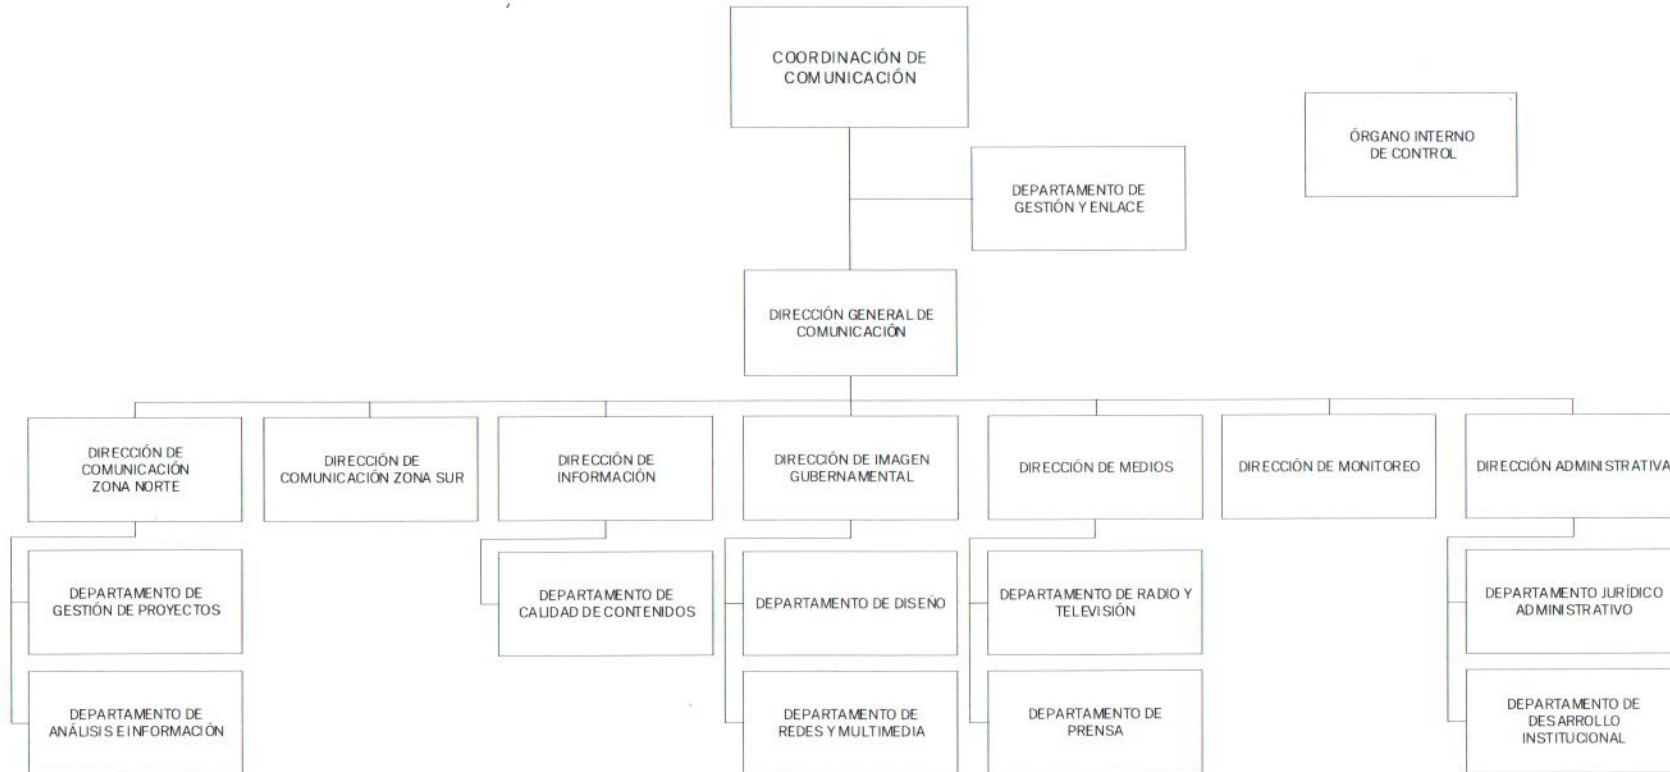 COORDINACIÓN DE
COMUNICACIÓN
ÓRGANO INTERNO
DE CONTROL
DEPARTAMENTO DE
GESTIÓN Y ENLACE
DIRECCIÓN GENERAL DE
COMUNICACIÓN
DIRECCIÓN DE
COMUNICACIÓN
ZONA NORTE
DIRECCIÓN DE
COMUNICACIÓN ZONA SUR
DIRECCIÓN DE
INFORMACIÓN
DIRECCIÓN DE IMAGEN
GUBERNAMENTAL
DIRECCIÓN DE MEDIOS
DIRECCIÓN DE MONITOREO
DIRECCIÓN ADMINISTRATIVA
DEPARTAMENTO DE
GESTIÓN DE PROYECTOS
DEPARTAMENTO DE
CALIDAD DE CONTENIDOS
DEPARTAMENTO DE DISEÑO
DEPARTAMENTO DE RADIO Y
TELEVISIÓN
DEPARTAMENTO JURÍDICO
ADMINISTRATIVO
DEPARTAMENTO DE
ANÁLISIS E INFORMACIÓN
DEPARTAMENTO DE
REDES Y MULTIMEDIA
DEPARTAMENTO DE
PRENSA
DEPARTAMENTO DE
DESARROLLO
INSTITUCIONAL